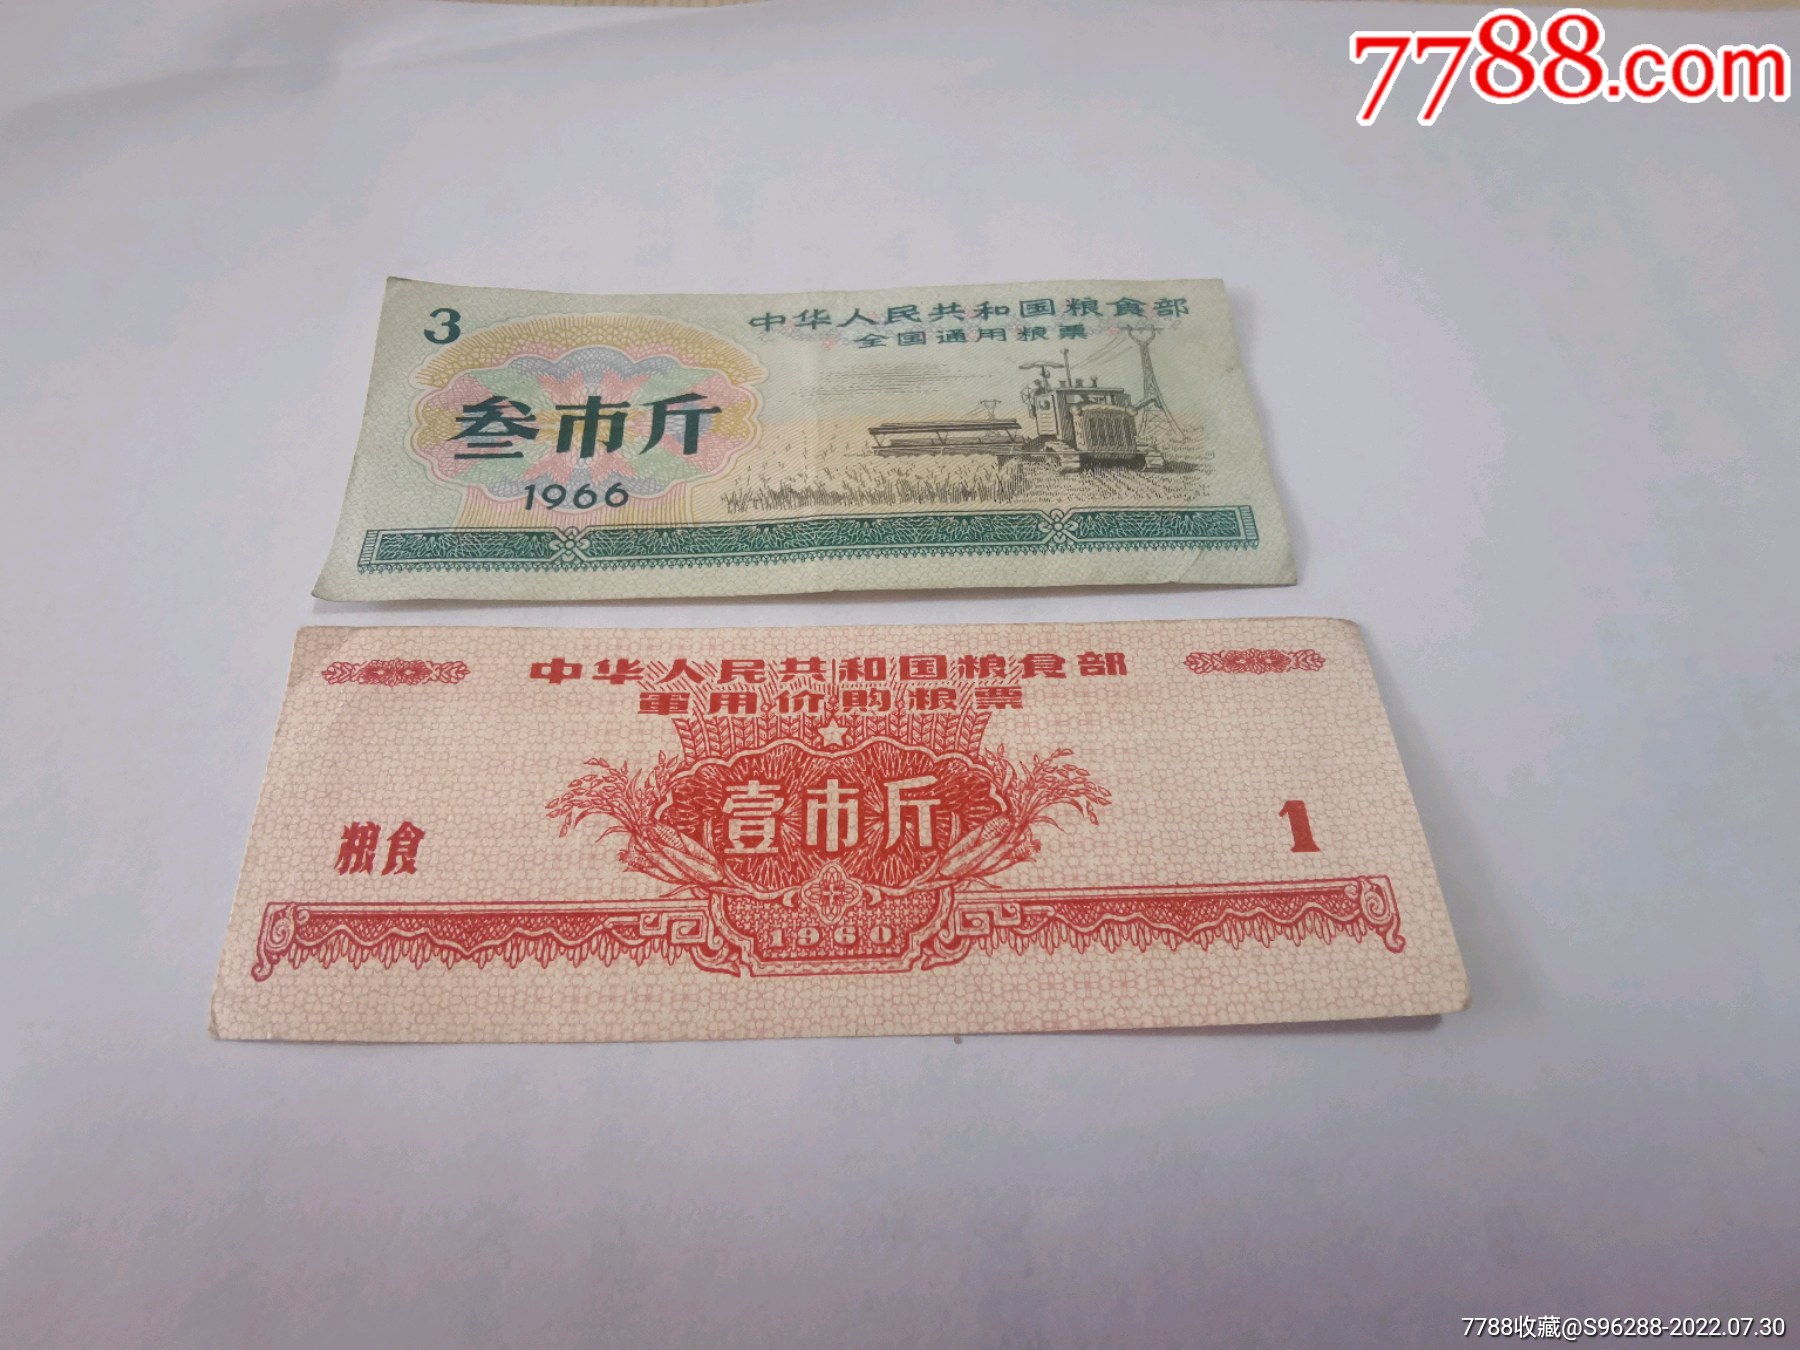 7788.com
3
中华人民共和国粮食部
全国通用粮票
叁市斤
1966
中华人民共和国粮食部
軍用价購粮票
壹市斤
粮食
1
1960
7788收藏@S96288-2022.07.30